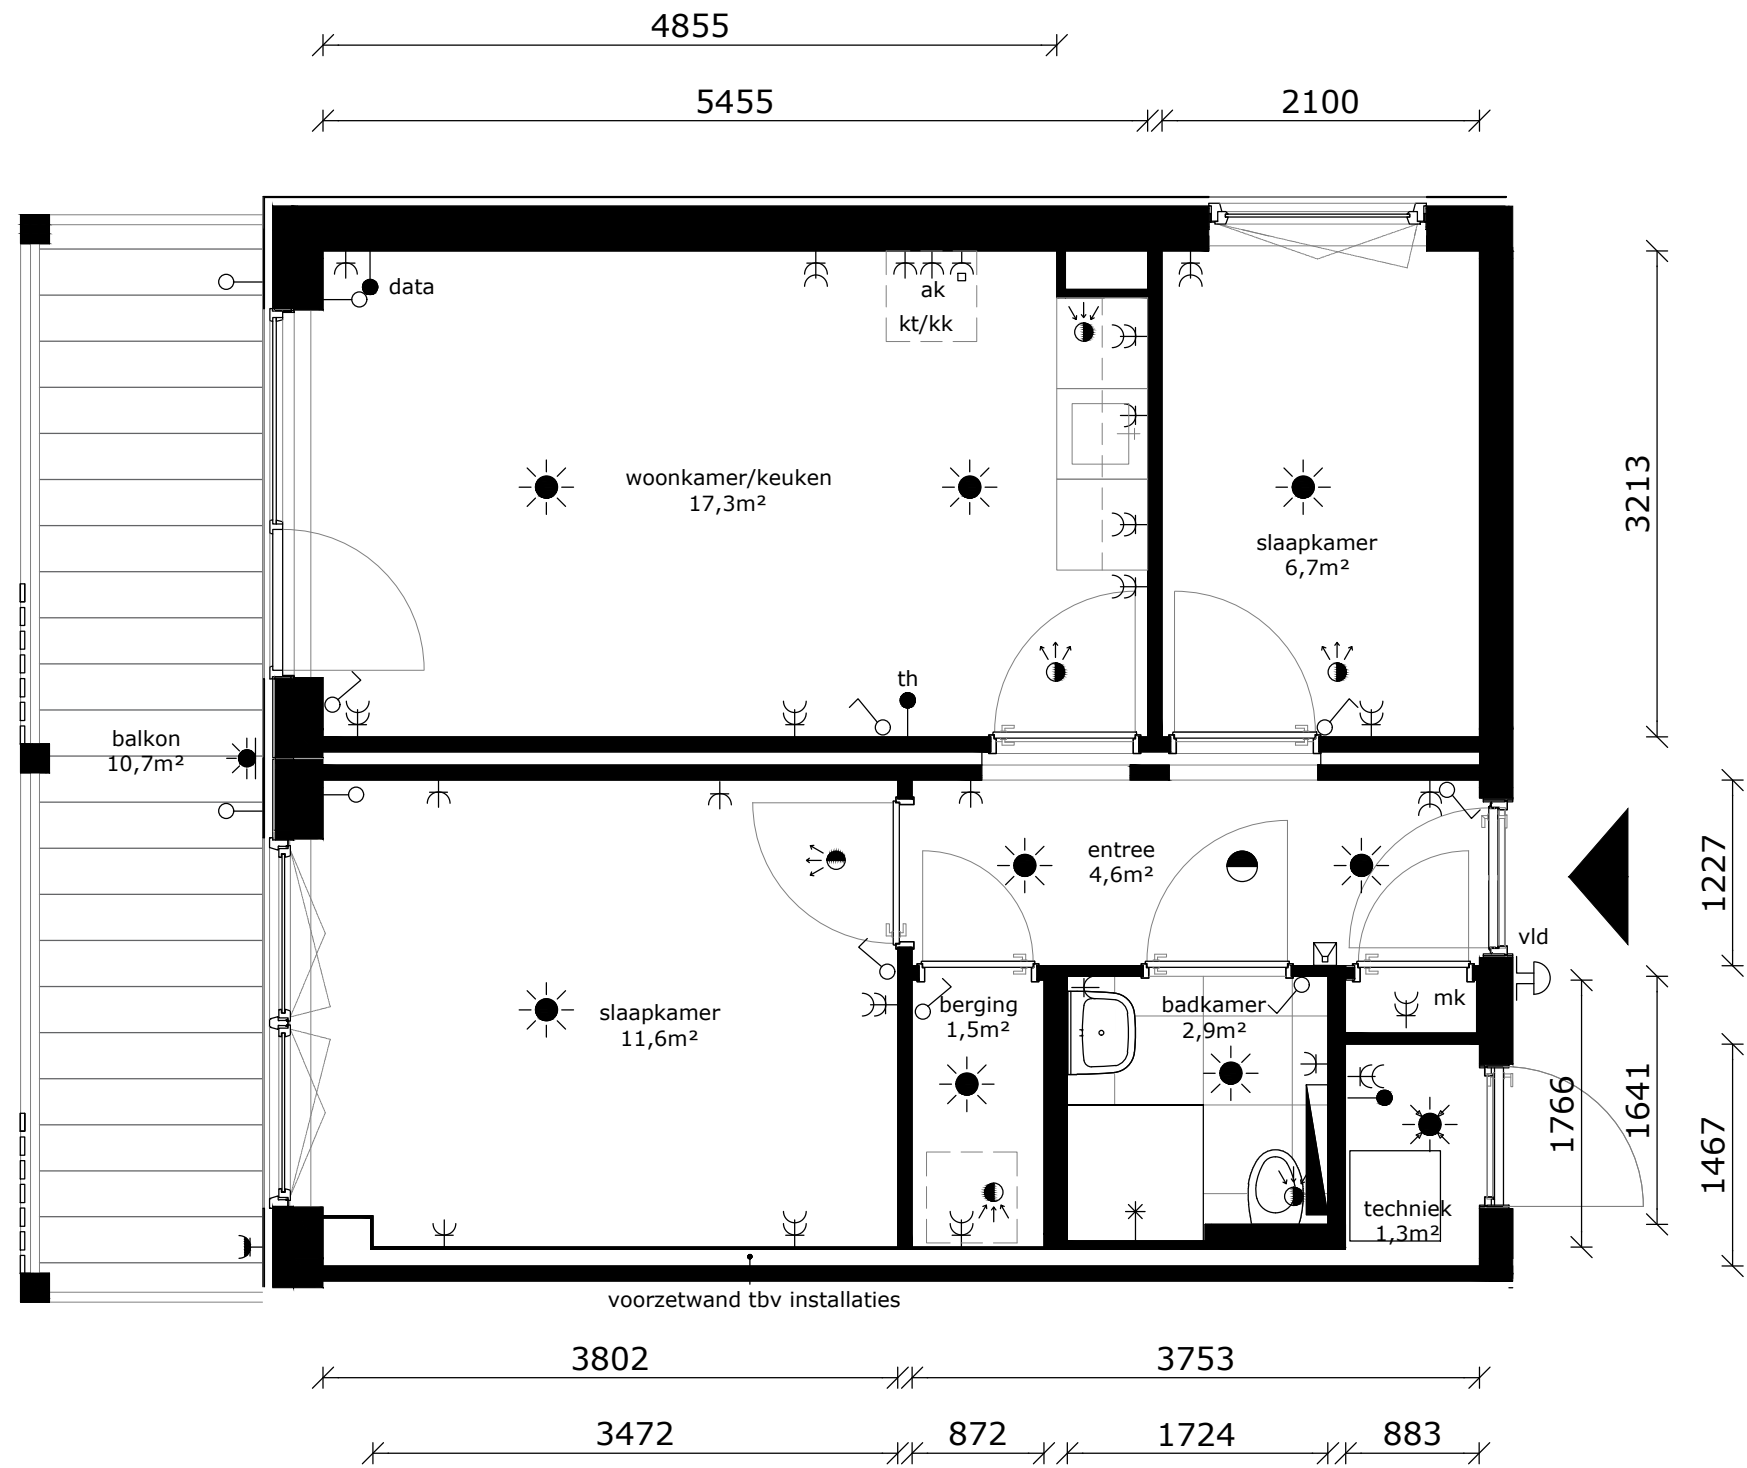 4855
5455
2100
data
ak
kt/kk
woonkamer/keuken
17,3m²
slaapkamer
6,7m²
3213
th
balkon
10,7m²
entree
4,6m²
1227
vld
slaapkamer
11,6m²
berging
1,5m²
badkamer
2,9m²
mk
1766
1641
1467
techniek
1,3m²
voorzetwand tbv installaties
3802
3753
3472
872
1724
883